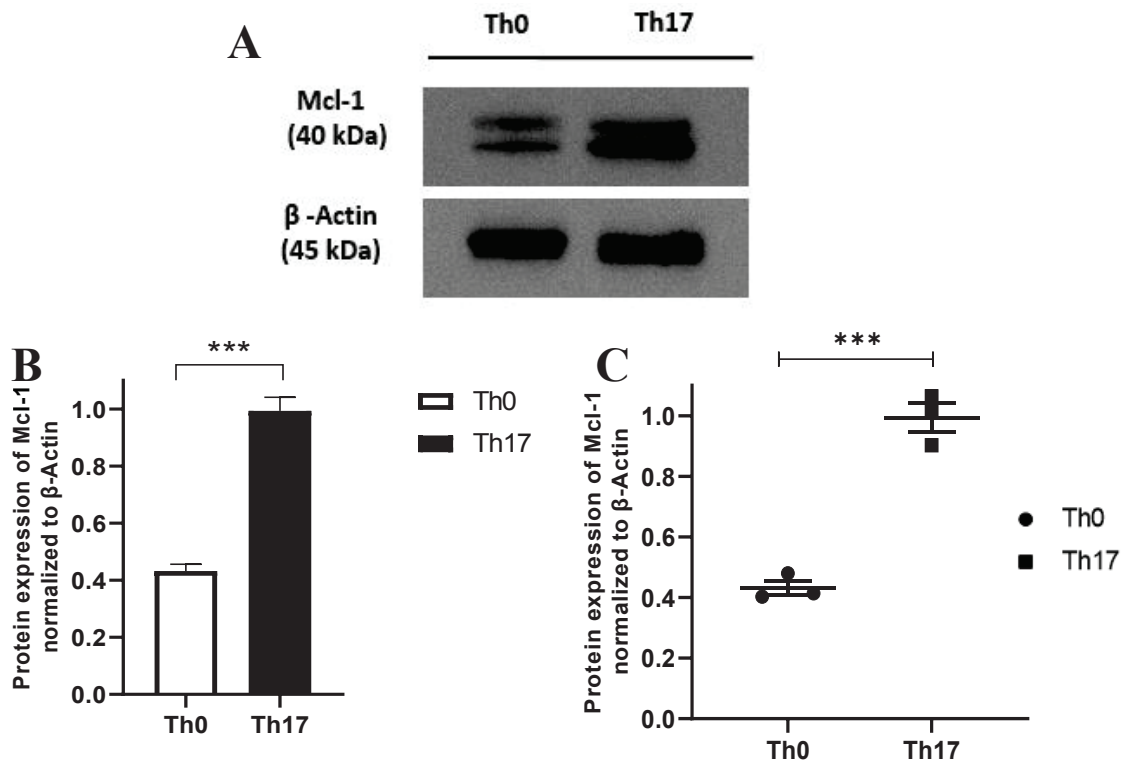 A
Th0 Th17
Mcl-1
(40 kDa)
β -Actin
(45 kDa)
B
***
Protein expression of Mcl-1
normalized to β-Actin
1.0
0.8
0.6
0.4
0.2
0.0
Th0 Th17
Th0
Th17
C
***
Protein expression of Mcl-1
normalized to β-Actin
1.0
0.8
0.6
0.4
0.2
0.0
Th0 Th17
Th0
Th17